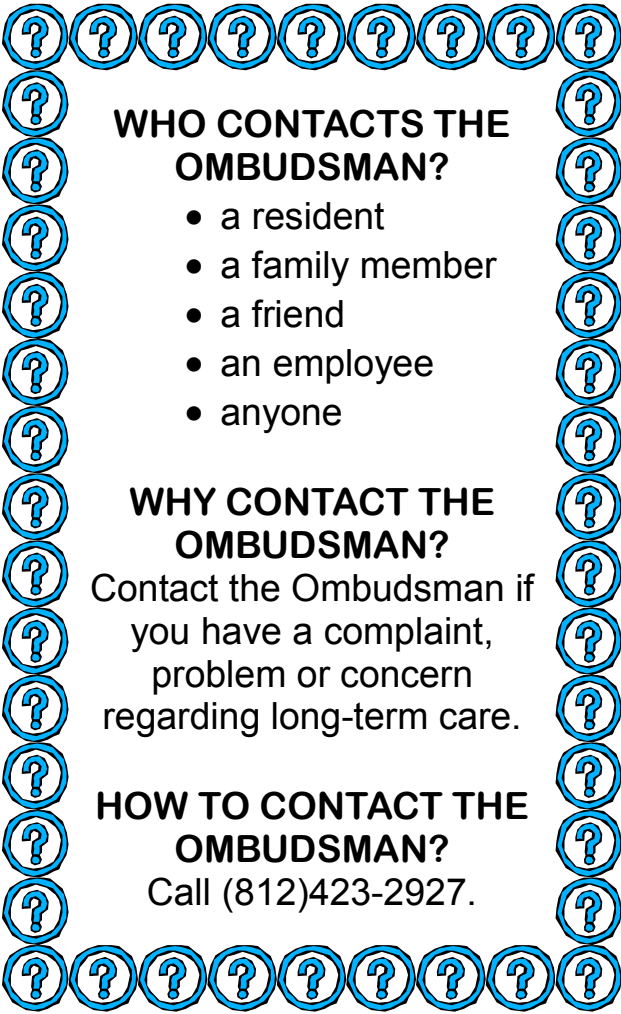 WHO CONTACTS THE
OMBUDSMAN?
• a resident
• a family member
• a friend
• an employee
• anyone
WHY CONTACT THE
OMBUDSMAN?
Contact the Ombudsman if
you have a complaint,
problem or concern
regarding long-term care.
HOW TO CONTACT THE
OMBUDSMAN?
Call (812)423-2927.